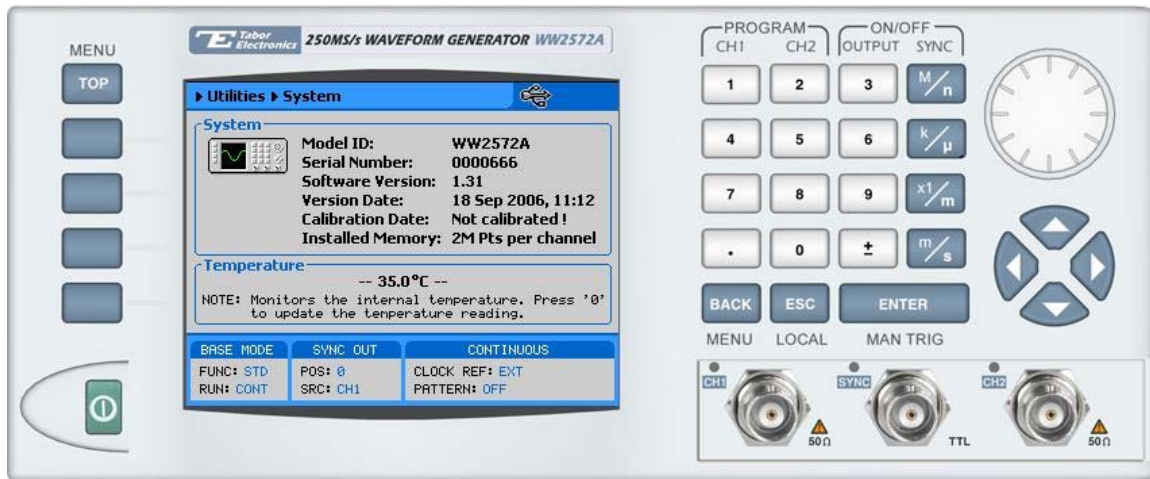 MENU
TOP
Tabor Electronics 250MS/s WAVEFORM GENERATOR WW2572A
Utilities System
System
Model ID: WW2572A
Serial Number: 0000666
Software Version: 1.31
Version Date: 18 Sep 2006, 11:12
Calibration Date: Not calibrated !
Installed Memory: 2M Pts per channel
Temperature
-- 35.0°C --
NOTE: Monitors the internal temperature. Press '0'
to update the temperature reading.
BASE MODE SYNC OUT CONTINUOUS
FUNC: STD POS: 0 CLOCK REF: EXT
RUN: CONT SRC: CH1 PATTERN: OFF
PROGRAM ON/OFF
CH1 CH2 OUTPUT SYNC
1 2 3 M/n
4 5 6 k/µ
7 8 9 x1/m
. 0 ± m/s
BACK ESC ENTER
MENU LOCAL MAN TRIG
CH1 SYNC CH2
50Ω TTL 50Ω